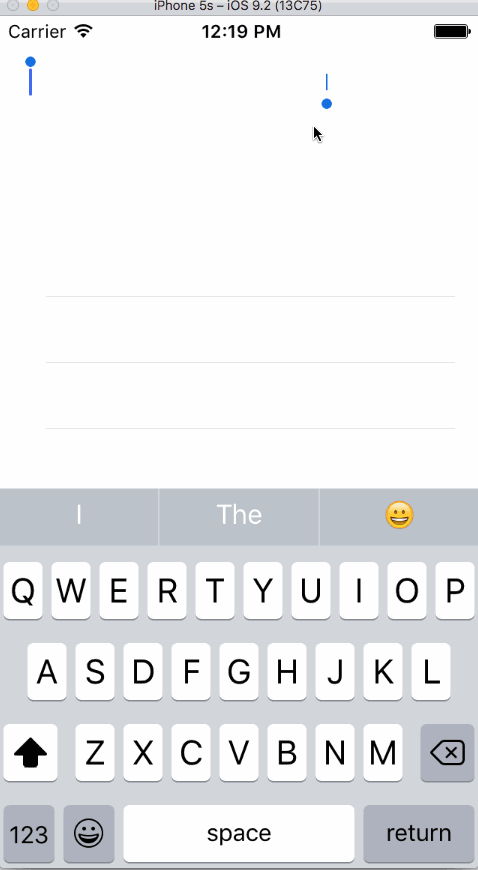 iPhone 5s – iOS 9.2 (13C75)
Carrier 12:19 PM
I The 😀
Q W E R T Y U I O P
A S D F G H J K L
Z X C V B N M
123 space return